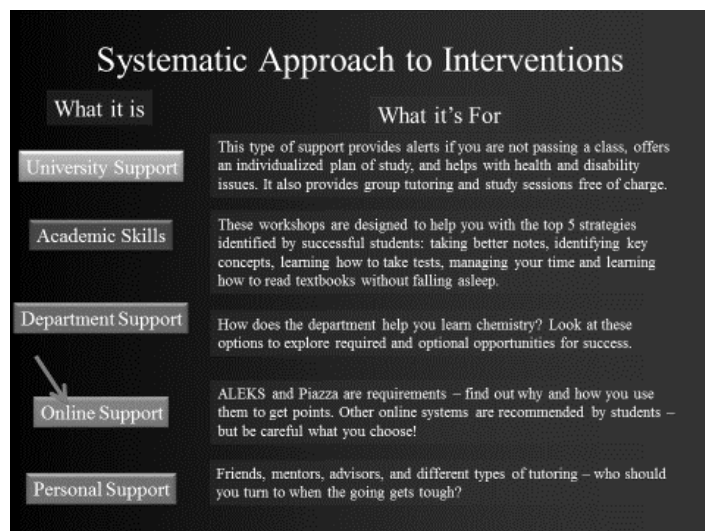 Systematic Approach to Interventions
What it is
What it's For
University Support
This type of support provides alerts if you are not passing a class, offers
an individualized plan of study, and helps with health and disability
issues. It also provides group tutoring and study sessions free of charge.
Academic Skills
These workshops are designed to help you with the top 5 strategies
identified by successful students: taking better notes, identifying key
concepts, learning how to take tests, managing your time and learning
how to read textbooks without falling asleep.
Department Support
How does the department help you learn chemistry? Look at these
options to explore required and optional opportunities for success.
Online Support
ALEKS and Piazza are requirements – find out why and how you use
them to get points. Other online systems are recommended by students –
but be careful what you choose!
Personal Support
Friends, mentors, advisors, and different types of tutoring – who should
you turn to when the going gets tough?